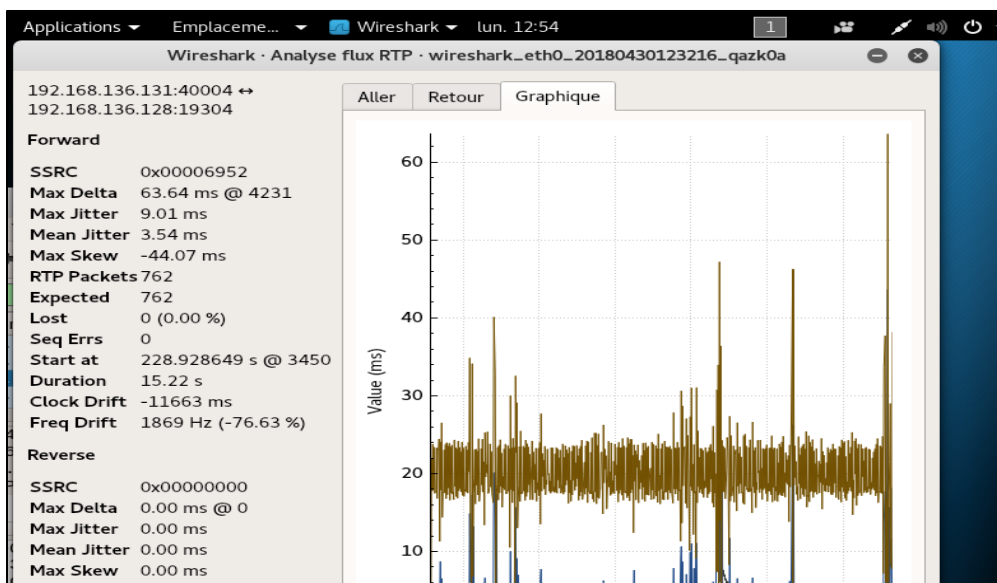 Applications Emplaceme... Wireshark lun. 12:54 1
Wireshark · Analyse flux RTP · wireshark_eth0_20180430123216_qazk0a
192.168.136.131:40004 ↔
192.168.136.128:19304
Aller Retour Graphique
Forward
SSRC 0x00006952
Max Delta 63.64 ms @ 4231
Max Jitter 9.01 ms
Mean Jitter 3.54 ms
Max Skew -44.07 ms
RTP Packets 762
Expected 762
Lost 0 (0.00 %)
Seq Errs 0
Start at 228.928649 s @ 3450
Duration 15.22 s
Clock Drift -11663 ms
Freq Drift 1869 Hz (-76.63 %)
Reverse
SSRC 0x00000000
Max Delta 0.00 ms @ 0
Max Jitter 0.00 ms
Mean Jitter 0.00 ms
Max Skew 0.00 ms
Value (ms)
60
50
40
30
20
10